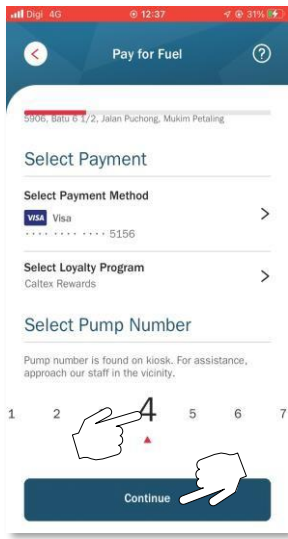 Digi 4G 12:37 31%
Pay for Fuel
?
5906, Batu 6 1/2, Jalan Puchong, Mukim Petaling
Select Payment
Select Payment Method
VISA Visa
.... .... .... 5156
Select Loyalty Program
Caltex Rewards
Select Pump Number
Pump number is found on kiosk. For assistance,
approach our staff in the vicinity.
1 2 4 5 6 7
Continue